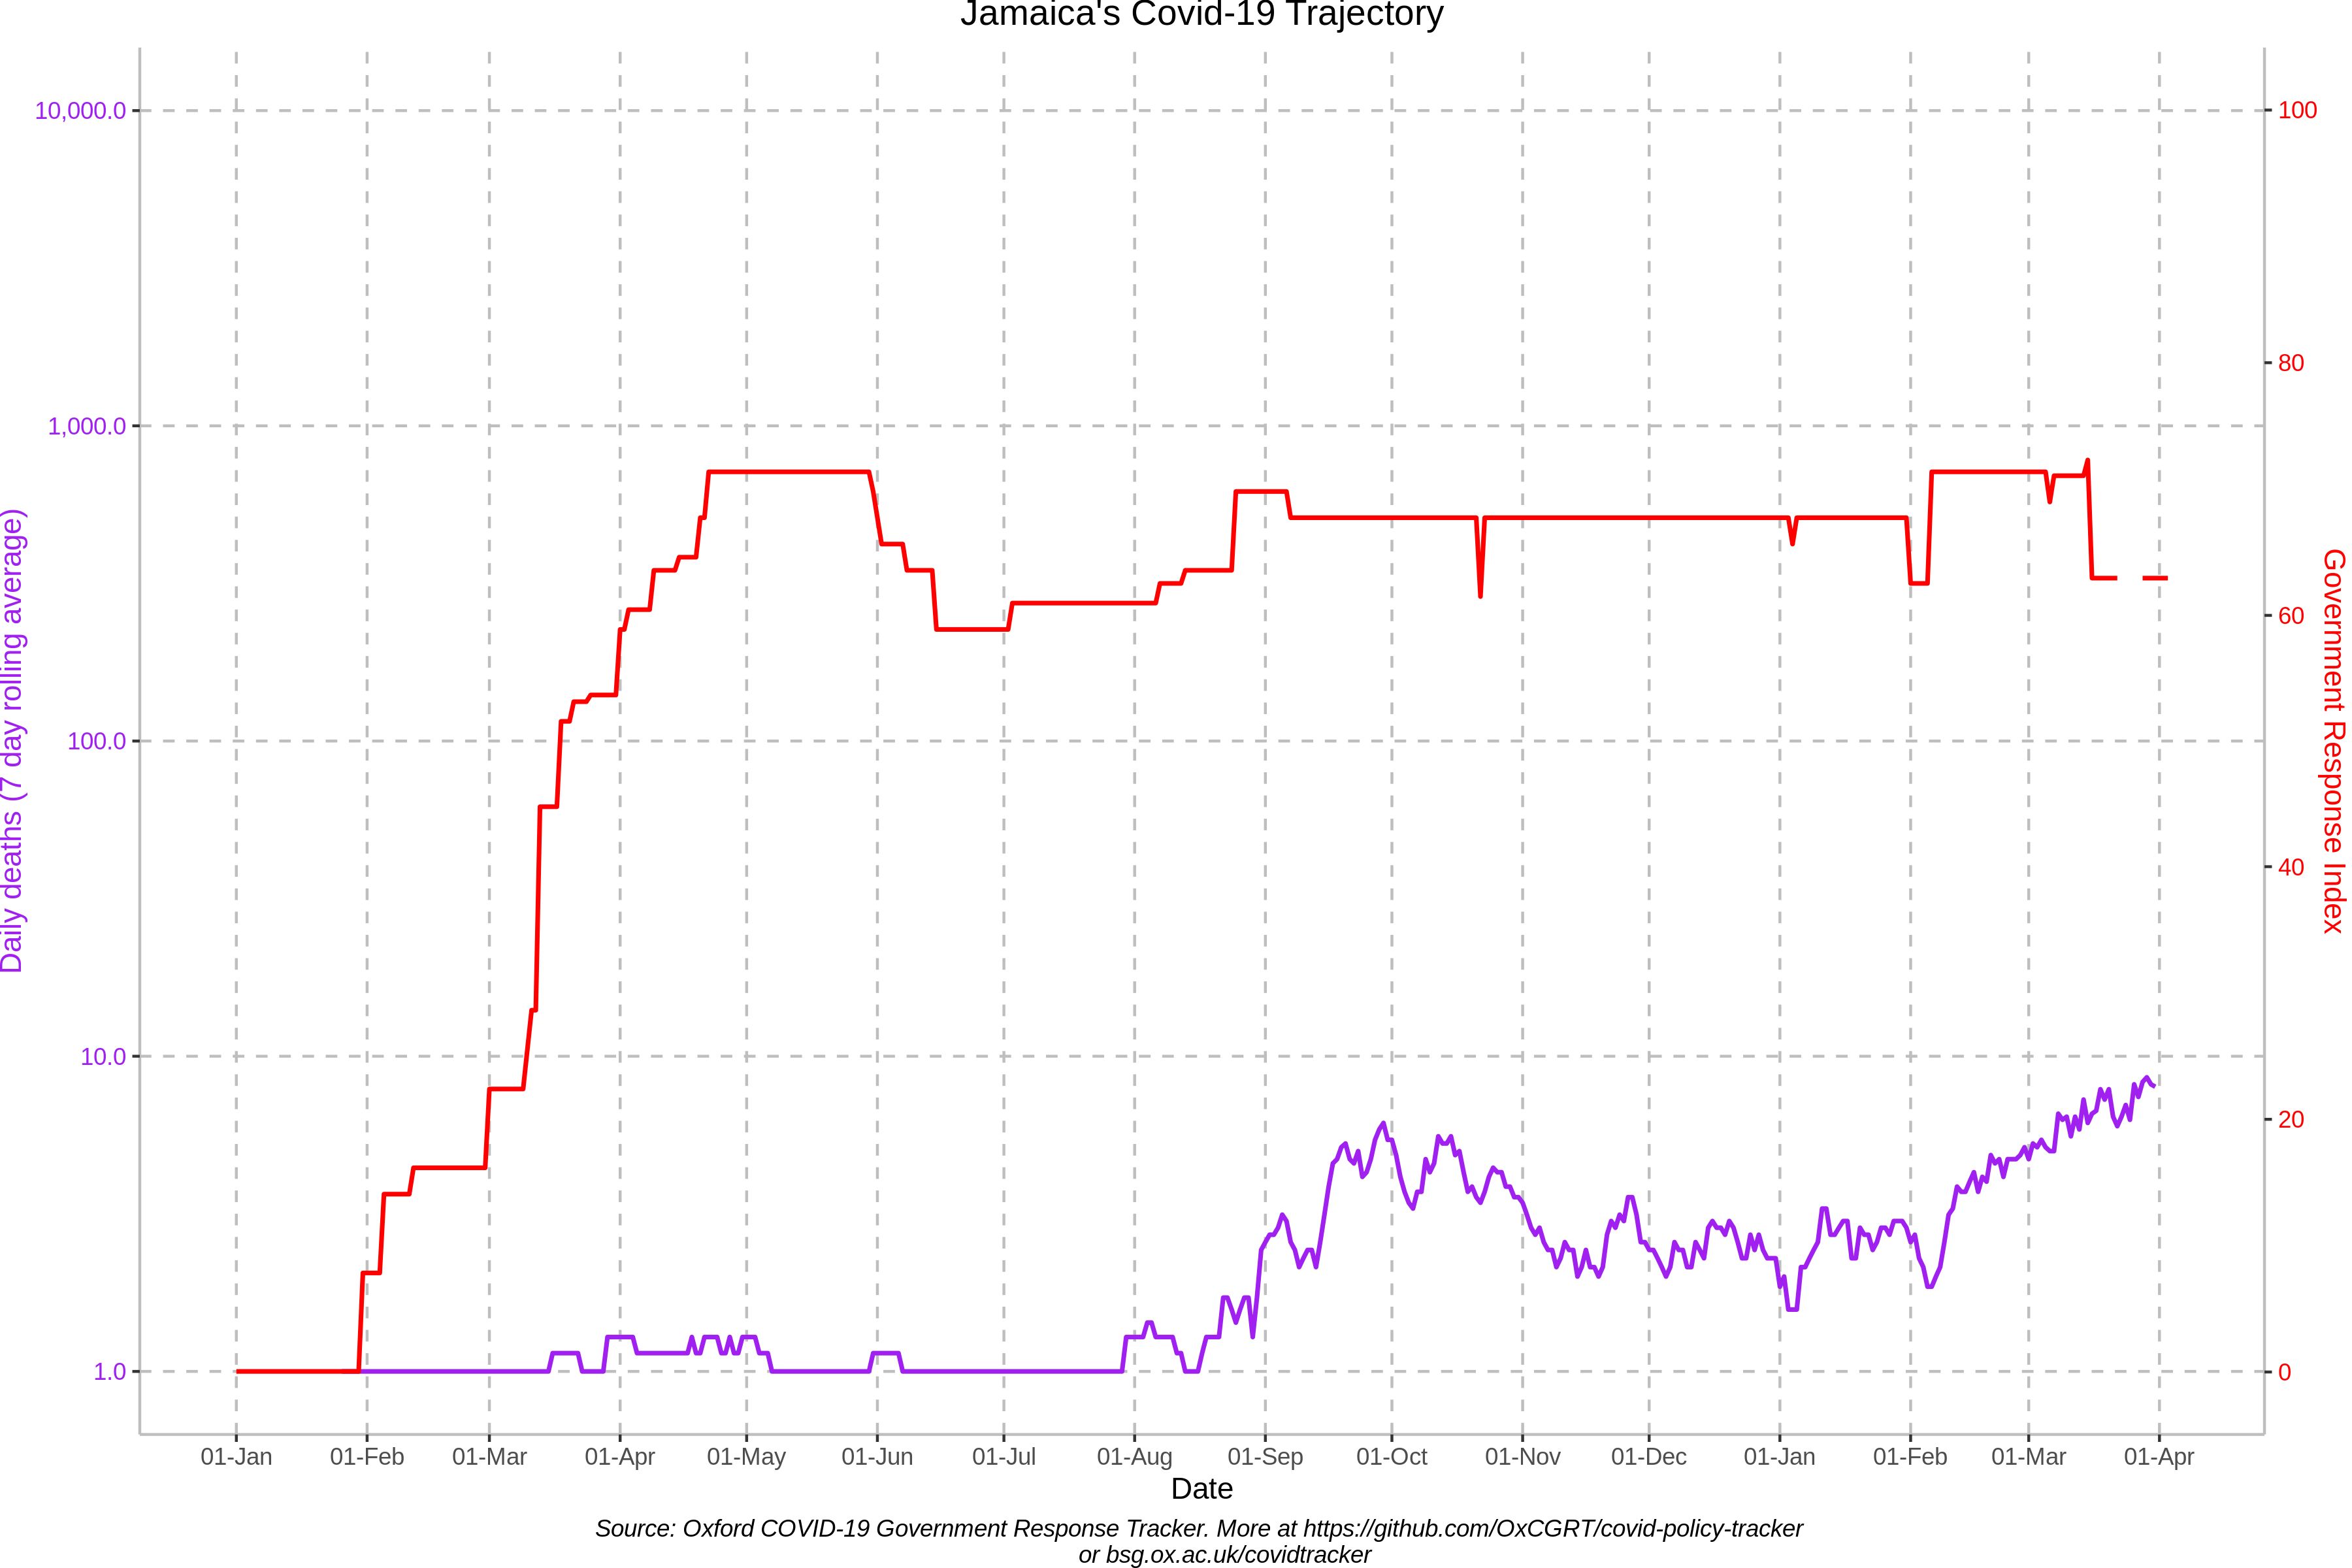 Jamaica's Covid-19 Trajectory
10,000.0
1,000.0
100.0
10.0
1.0
Daily deaths (7 day rolling average)
100
80
60
40
20
0
Government Response Index
01-Jan 01-Feb 01-Mar 01-Apr 01-May 01-Jun 01-Jul 01-Aug 01-Sep 01-Oct 01-Nov 01-Dec 01-Jan 01-Feb 01-Mar 01-Apr
Date
Source: Oxford COVID-19 Government Response Tracker. More at https://github.com/OxCGRT/covid-policy-tracker
or bsg.ox.ac.uk/covidtracker